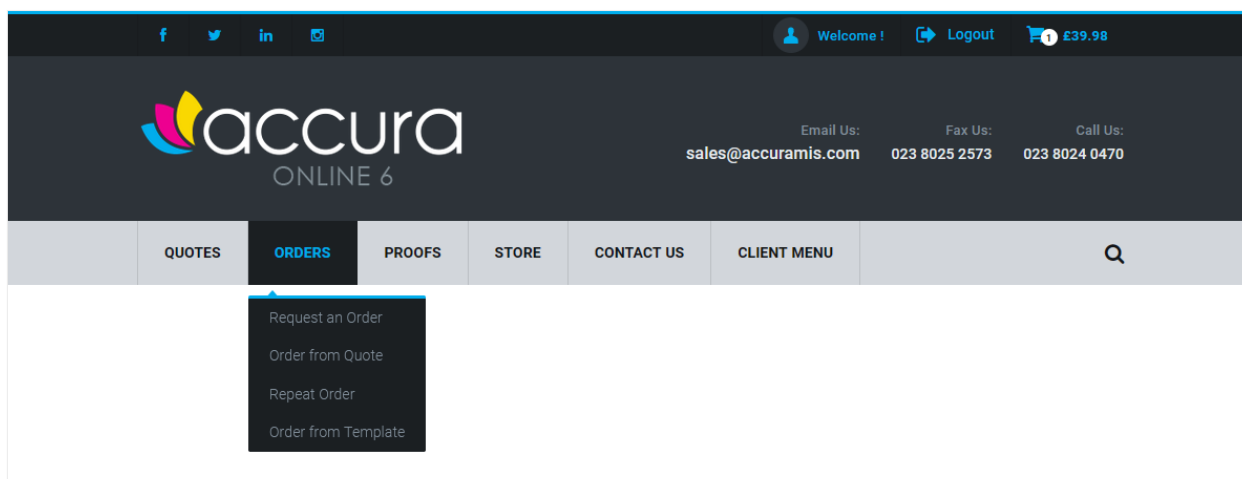 Welcome !
Logout
1
£39.98
accura
ONLINE 6
Email Us:
sales@accuramis.com
Fax Us:
023 8025 2573
Call Us:
023 8024 0470
QUOTES
ORDERS
PROOFS
STORE
CONTACT US
CLIENT MENU
Request an Order
Order from Quote
Repeat Order
Order from Template